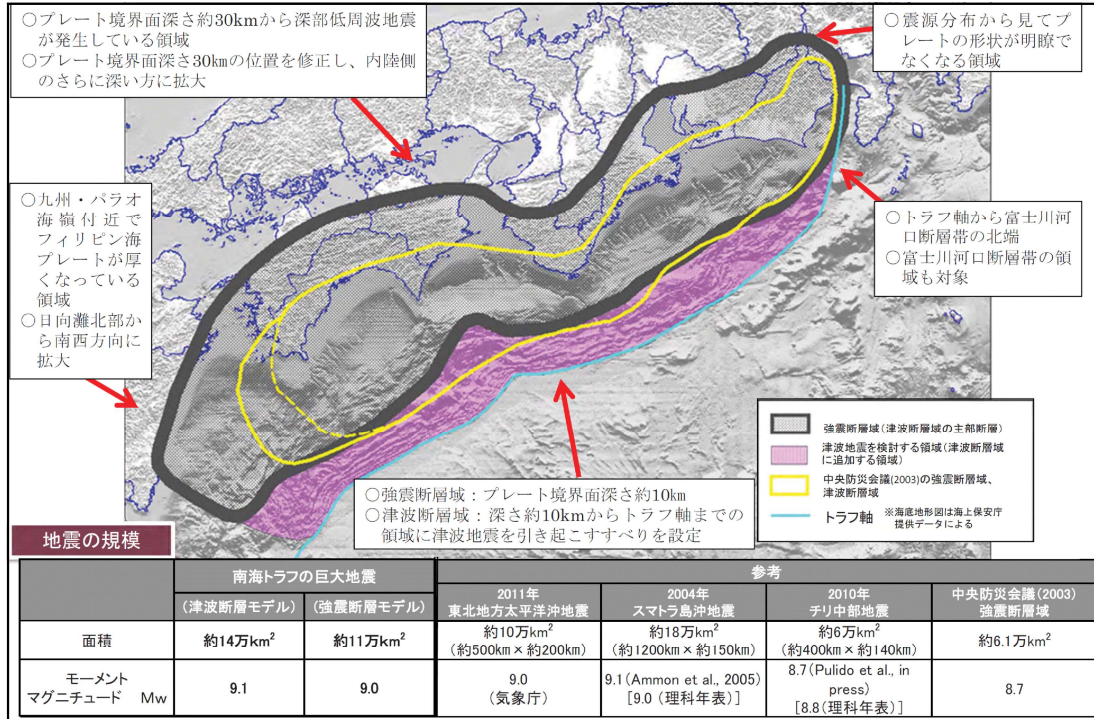 ○プレート境界面深さ約30kmから深部低周波地震
が発生している領域
○プレート境界面深さ30kmの位置を修正し、内陸側
のさらに深い方に拡大
○震源分布から見てプ
レートの形状が明瞭で
なくなる領域
○九州・パラオ
海嶺付近で
フィリピン海
プレートが厚
くなっている
領域
○日向灘北部か
ら南西方向に
拡大
○トラフ軸から富士川河
口断層帯の北端
○富士川河口断層帯の領
域も対象
強震断層域(津波断層域の主部断層)
津波地震を検討する領域(津波断層域
に追加する領域)
中央防災会議(2003)の強震断層域、
津波断層域
トラフ軸 ※海底地形図は海上保安庁
提供データによる
○強震断層域：プレート境界面深さ約10km
○津波断層域：深さ約10kmからトラフ軸までの
領域に津波地震を引き起こすすべりを設定
地震の規模
南海トラフの巨大地震 参考
(津波断層モデル) (強震断層モデル) 2011年 2004年 2010年 中央防災会議(2003)
東北地方太平洋沖地震 スマトラ島沖地震 チリ中部地震 強震断層域
面積 約14万km² 約11万km² 約10万km² 約18万km² 約6万km² 約6.1万km²
(約500km×約200km) (約1200km×約150km) (約400km×約140km)
モーメント
マグニチュード Mw 9.1 9.0 9.0 9.1(Ammon et al., 2005) 8.7(Pulido et al., in 8.7
(気象庁) [9.0 (理科年表)] press)
[8.8(理科年表)]